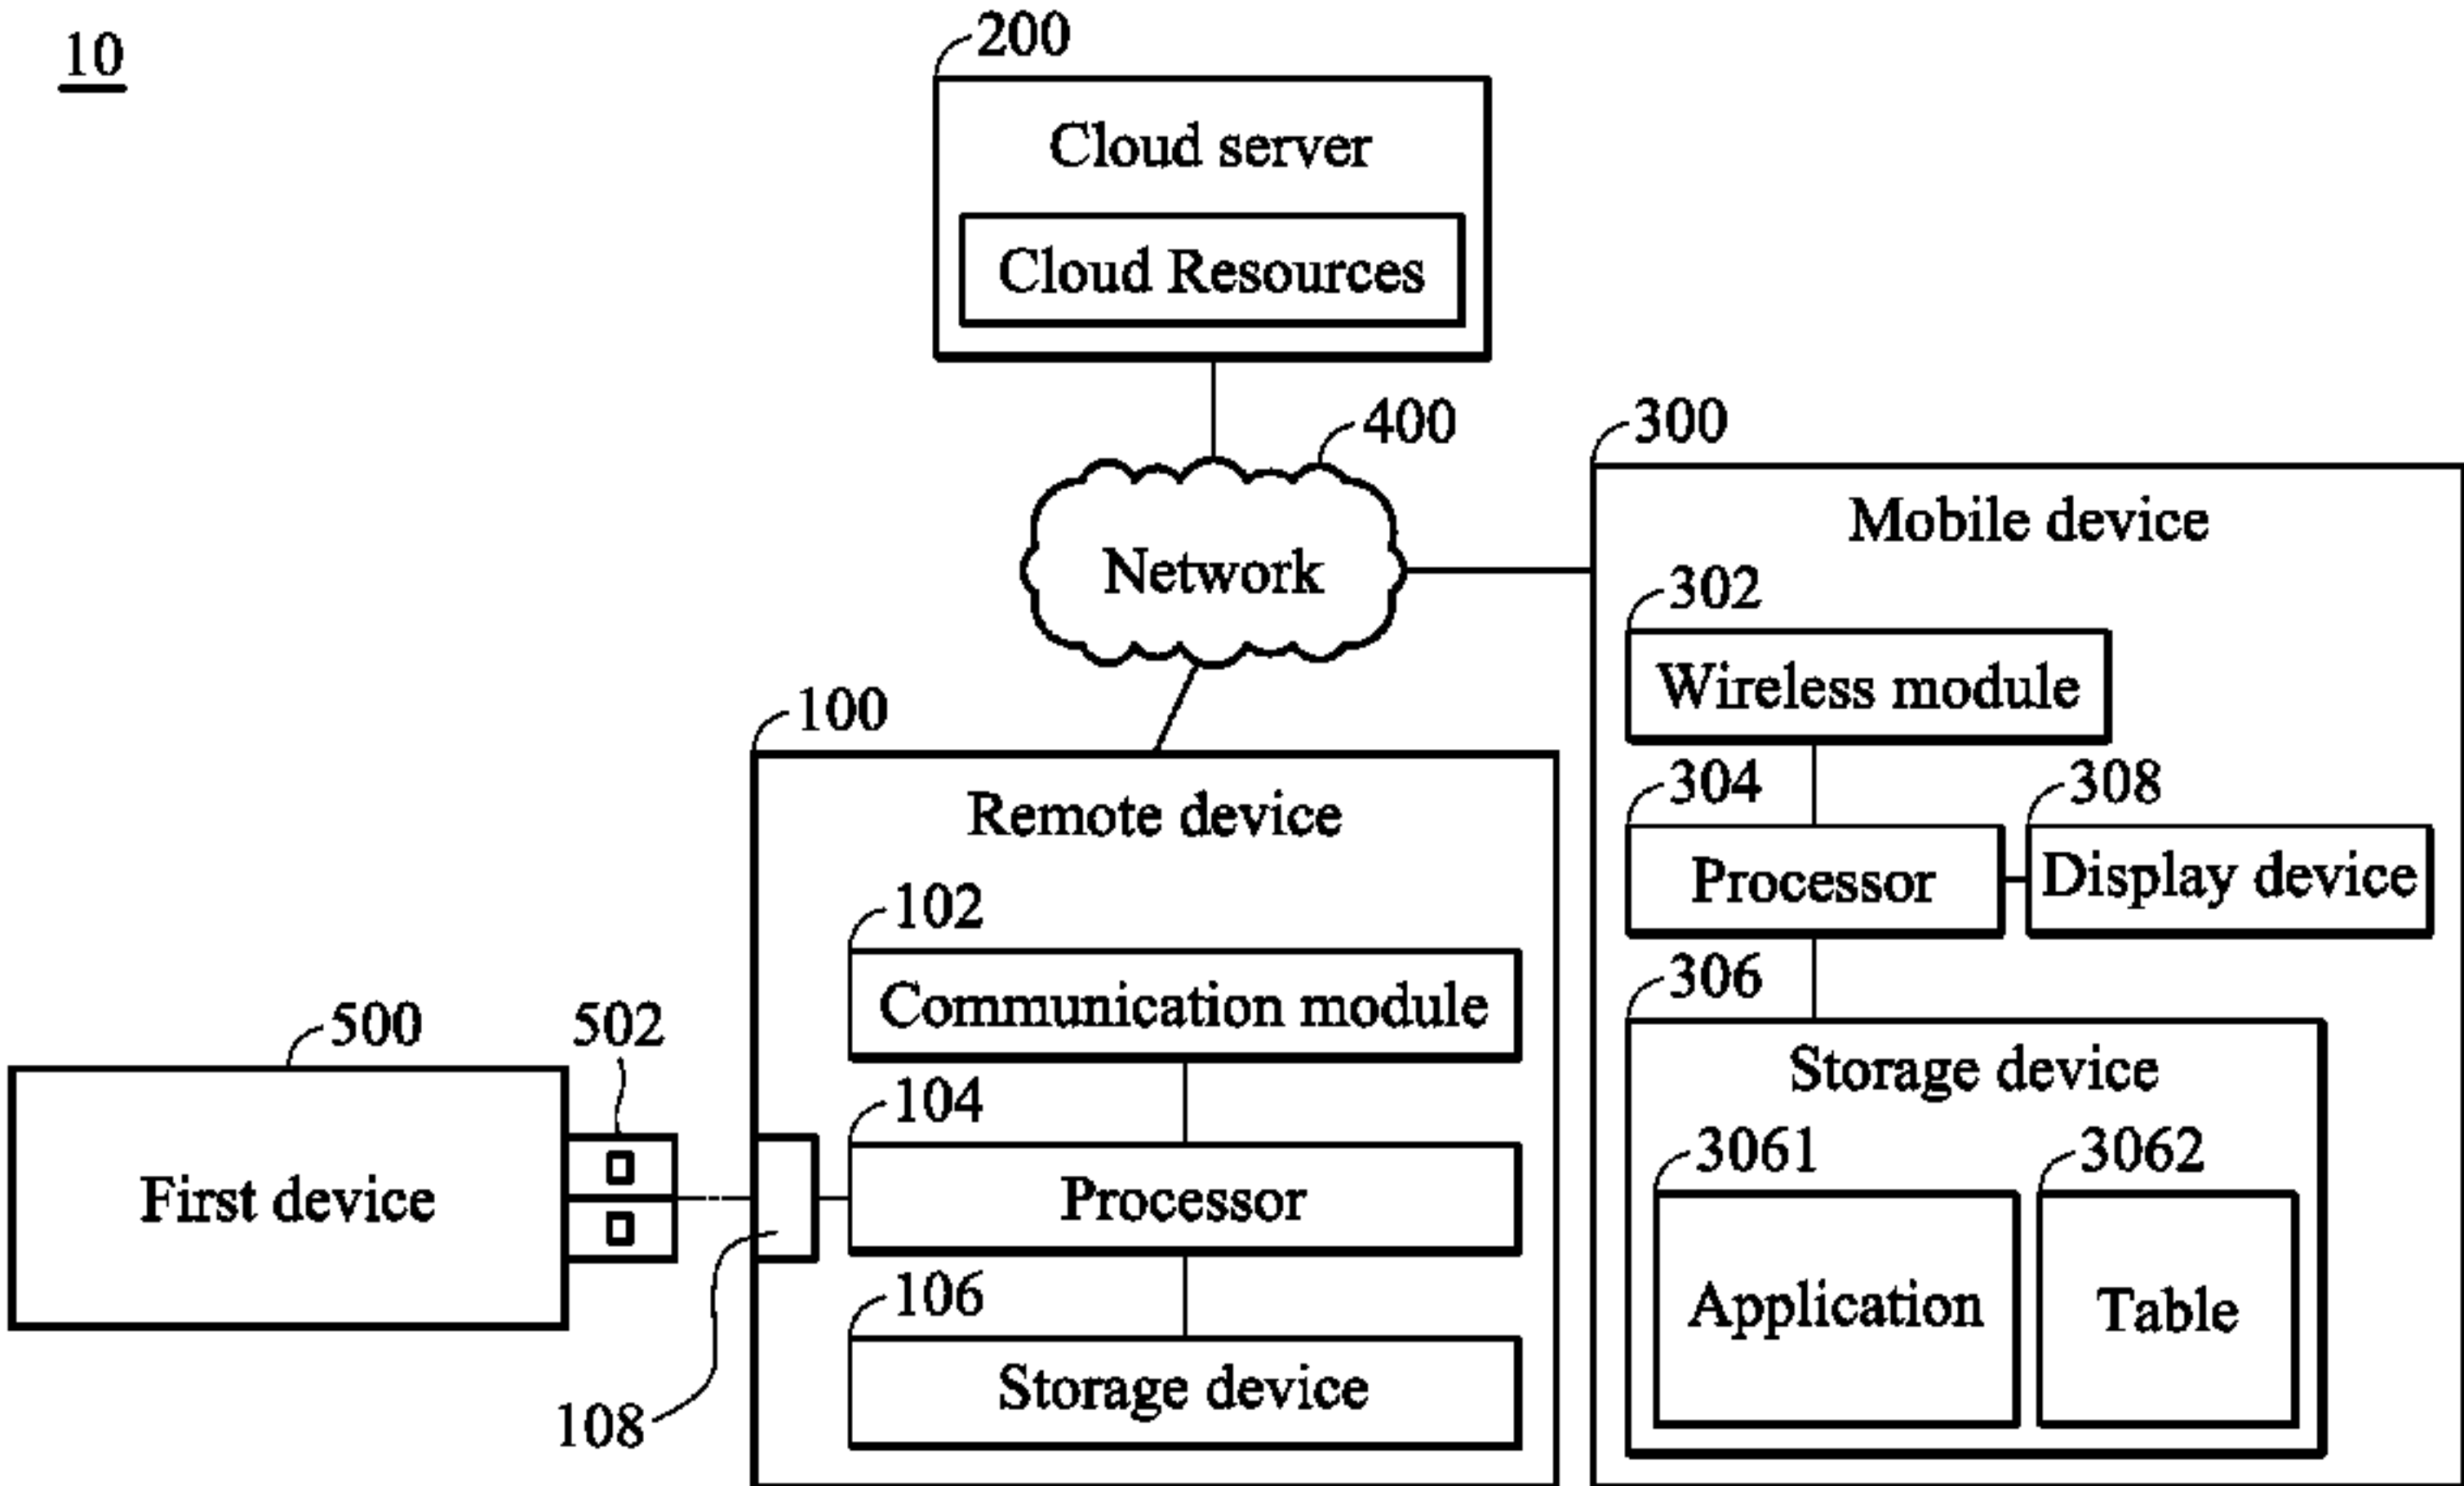 10
200
Cloud server
Cloud Resources
400
Network
300
Mobile device
302
Wireless module
304
Processor
308
Display device
306
Storage device
3061
Application
3062
Table
100
Remote device
102
Communication module
104
Processor
106
Storage device
108
500
First device
502